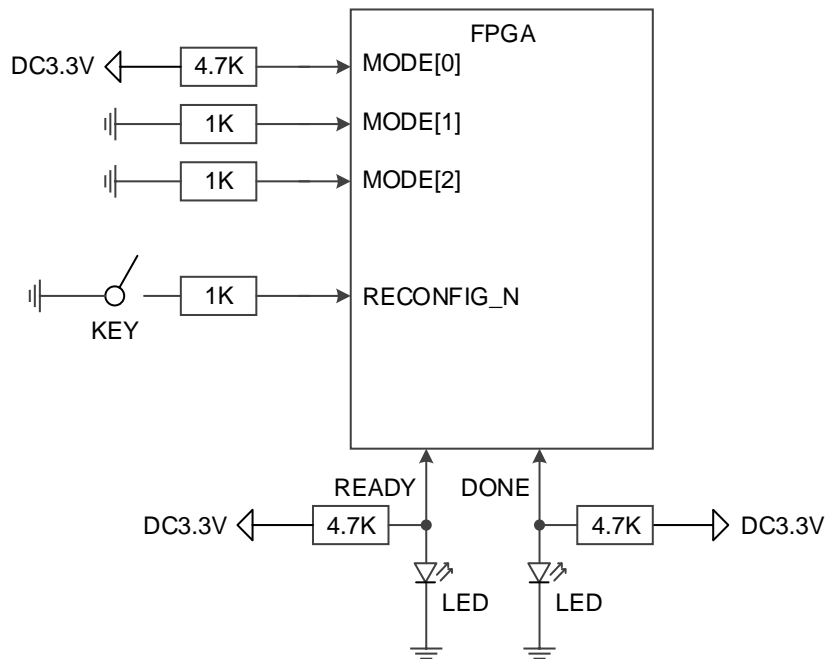 FPGA
DC3.3V 4.7K MODE[0]
1K MODE[1]
1K MODE[2]
1K RECONFIG_N
KEY
READY DONE
DC3.3V 4.7K 4.7K DC3.3V
LED LED